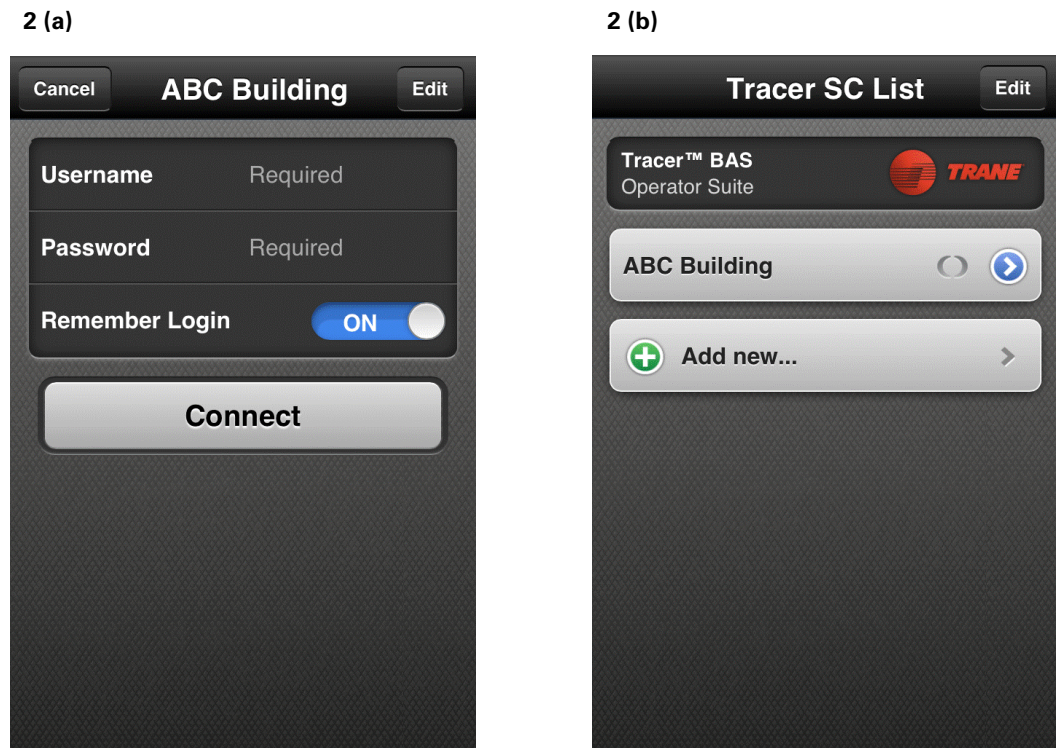 2 (a)
Cancel ABC Building Edit
Username Required
Password Required
Remember Login ON
Connect
2 (b)
Tracer SC List Edit
Tracer™ BAS
Operator Suite
TRANE
ABC Building
Add new...